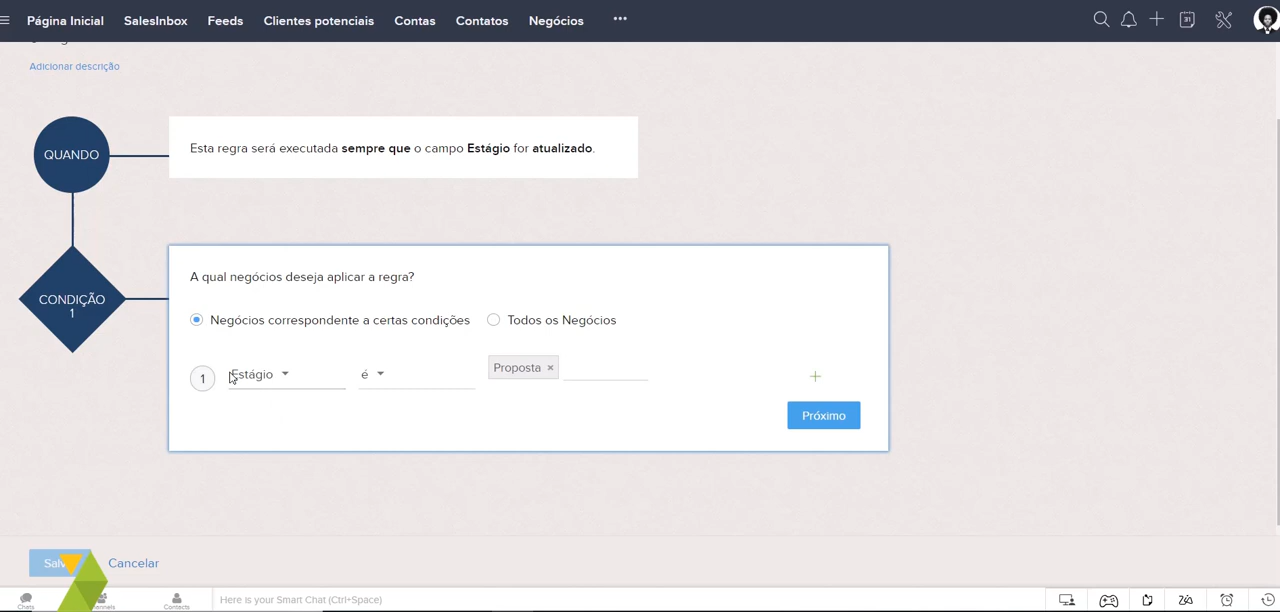 Página Inicial SalesInbox Feeds Clientes potenciais Contas Contatos Negócios •••
31
Adicionar descrição
QUANDO
Esta regra será executada sempre que o campo Estágio for atualizado.
CONDIÇÃO
1
A qual negócios deseja aplicar a regra?
Negócios correspondente a certas condições Todos os Negócios
1 Estágio é Proposta ×
+
Próximo
Cancelar
Chats Contacts Here is your Smart Chat (Ctrl+Space)